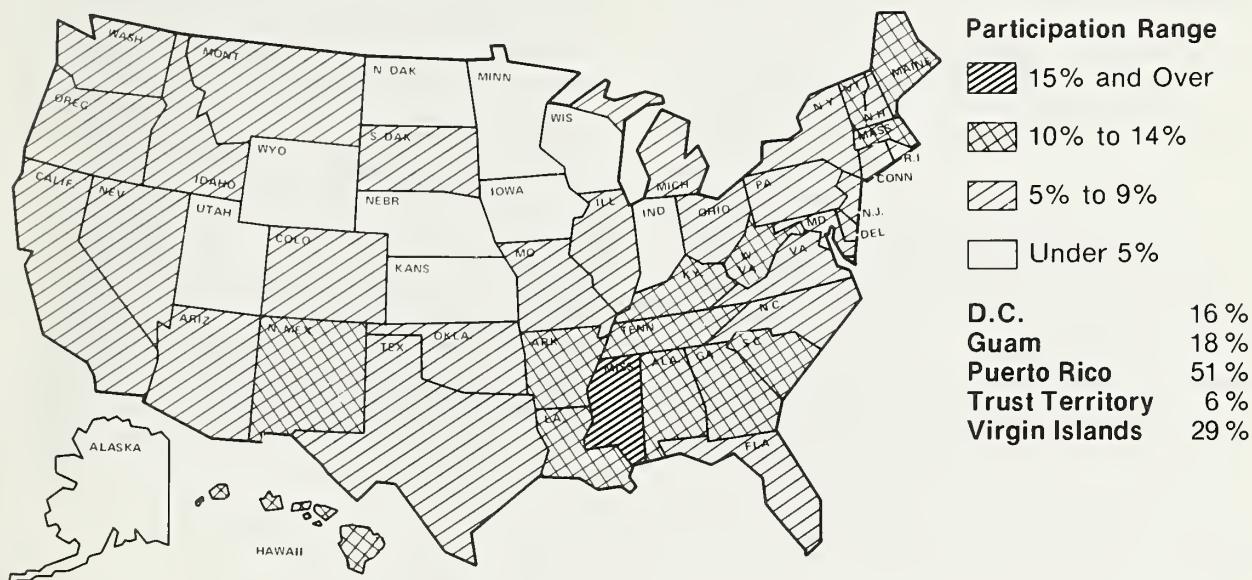 WASH
MONT
N. DAK
MINN
OREG
S. DAK
WIS
IDAHO
WYO
MICH
N Y
MAINE
N H
MASS
R.I
CONN
CALIF
NEV
UTAH
COLO
NEBR
IOWA
ILL
IND
OHIO
PA
N.J.
MD
DEL
KANS
MO
KY.
W. VA
VA
ARIZ
N. MEX
OKLA.
TEX
ARK
TENN
N.C.
S.C.
MISS
ALA
GA
LA
FLA
ALASKA
HAWAII
Participation Range
15% and Over
10% to 14%
5% to 9%
Under 5%
D.C. 16 %
Guam 18 %
Puerto Rico 51 %
Trust Territory 6 %
Virgin Islands 29 %